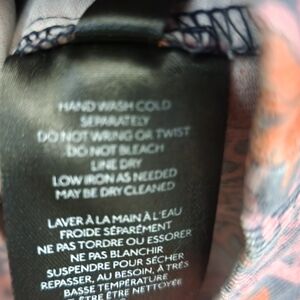 HAND WASH COLD
SEPARATELY
DO NOT WRING OR TWIST
DO NOT BLEACH
LINE DRY
LOW IRON AS NEEDED
MAY BE DRY CLEANED
LAVER À LA MAIN À L'EAU
FROIDE SÉPARÉMENT
NE PAS TORDRE OU ESSORER
NE PAS BLANCHIR
SUSPENDRE POUR SÉCHER
REPASSER, AU BESOIN, À TRÈS
BASSE TEMPÉRATURE
ÊTRE NETTOYÉE